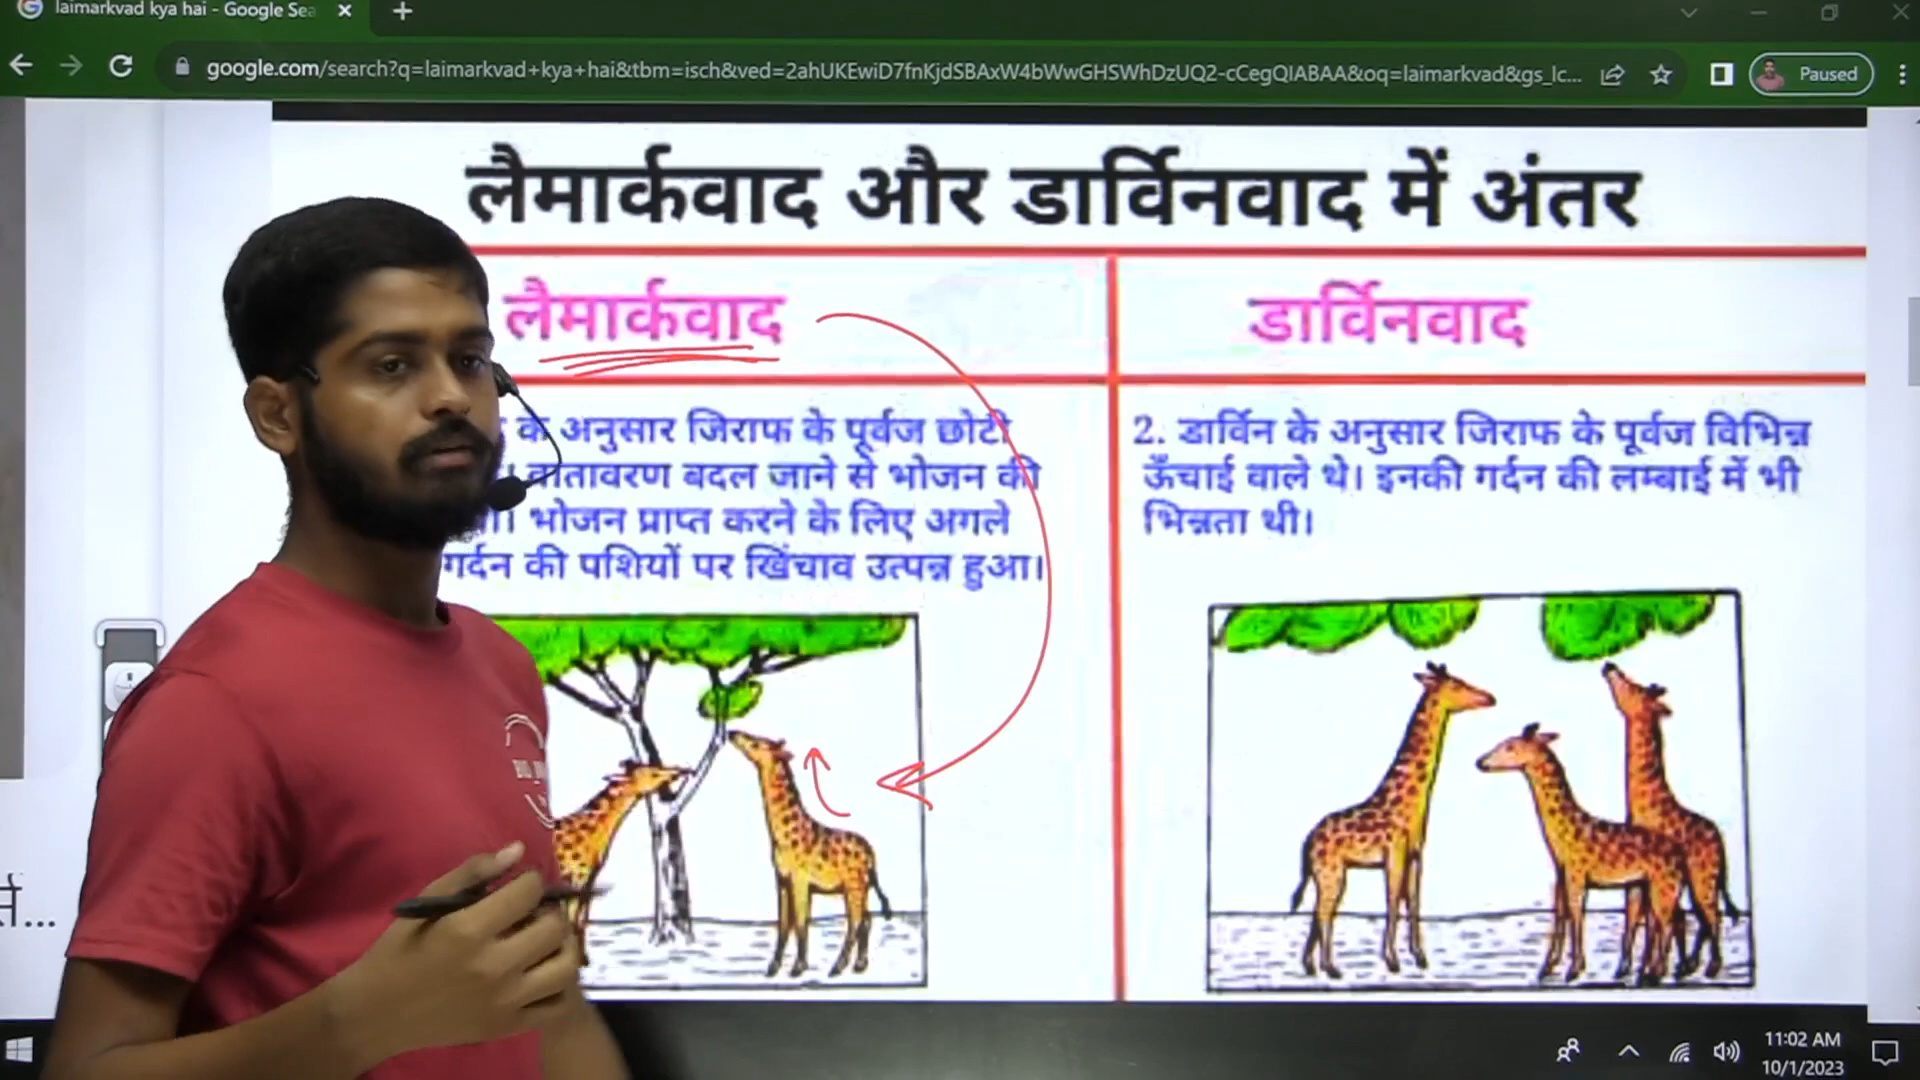 laimarkvad kya hai - Google Sea
google.com/search?q=laimarkvad+kya+hai&tbm=isch&ved=2ahUKEwiD7fnKjdSBAxW4bWwGHSWhDzUQ2-cCegQIABAA&oq=laimarkvad&gs_lc...
Paused
लैमार्कवाद और डार्विनवाद में अंतर
लैमार्कवाद
डार्विनवाद
के अनुसार जिराफ के पूर्वज छोटी
। वातावरण बदल जाने से भोजन की
। भोजन प्राप्त करने के लिए अगले
गर्दन की पशियों पर खिंचाव उत्पन्न हुआ।
2. डार्विन के अनुसार जिराफ के पूर्वज विभिन्न
ऊँचाई वाले थे। इनकी गर्दन की लम्बाई में भी
भिन्नता थी।
11:02 AM
10/1/2023